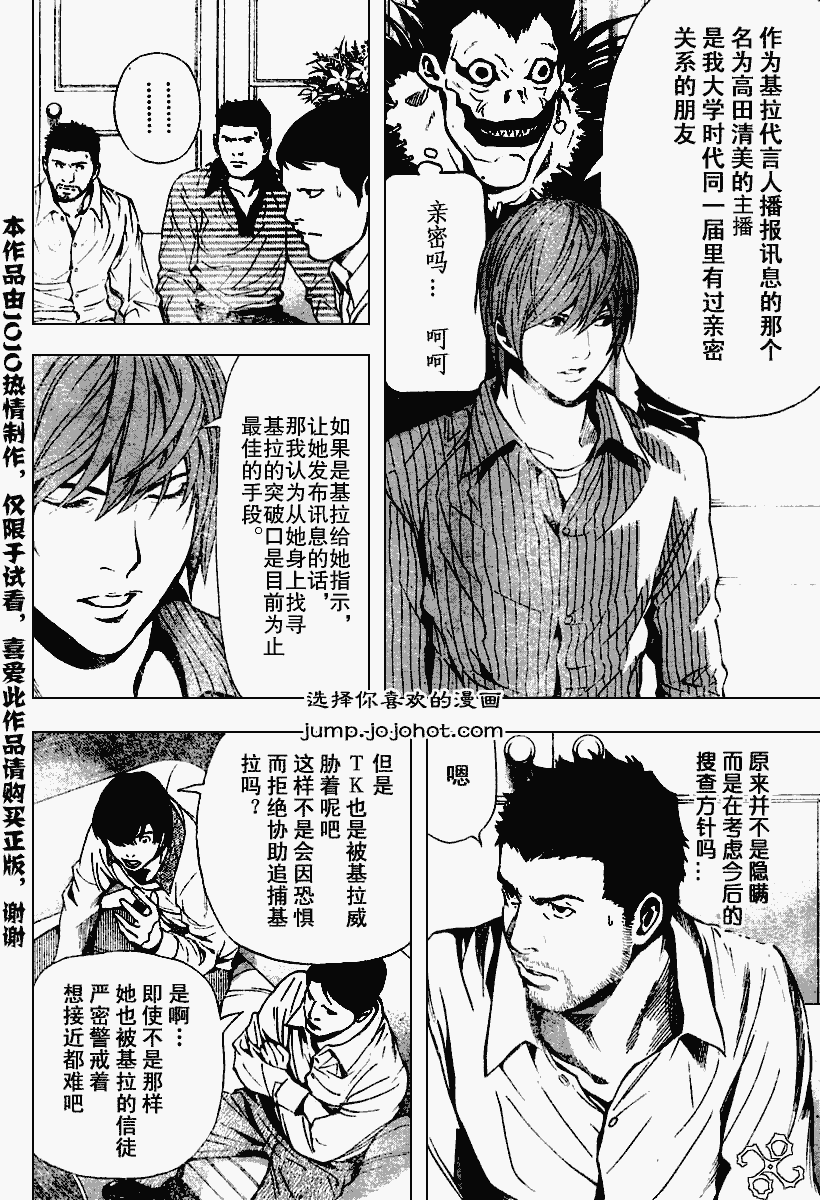 作为基拉代言人播报讯息的那个
名为高田清美的主播
是我大学时代同一届里有过亲密
关系的朋友
亲密吗…
呵呵
………
如果是基拉给她指示，
让她发布讯息的话，
那我认为从她身上找寻
基拉的突破口是目前为止
最佳的手段。
选择你喜欢的漫画
jump.jojohot.com
原来并不是隐瞒
而是在考虑今后的
搜查方针吗…
嗯
但是
TK也是被基拉威
胁着呢吧
这样不是会因恐惧
而拒绝协助追捕基
拉吗？
是啊…
即使不是那样
她也被基拉的信徒
严密警戒着
想接近都难吧
本作品由JOJO热情制作，仅限于试看，喜爱此作品请购买正版，谢谢